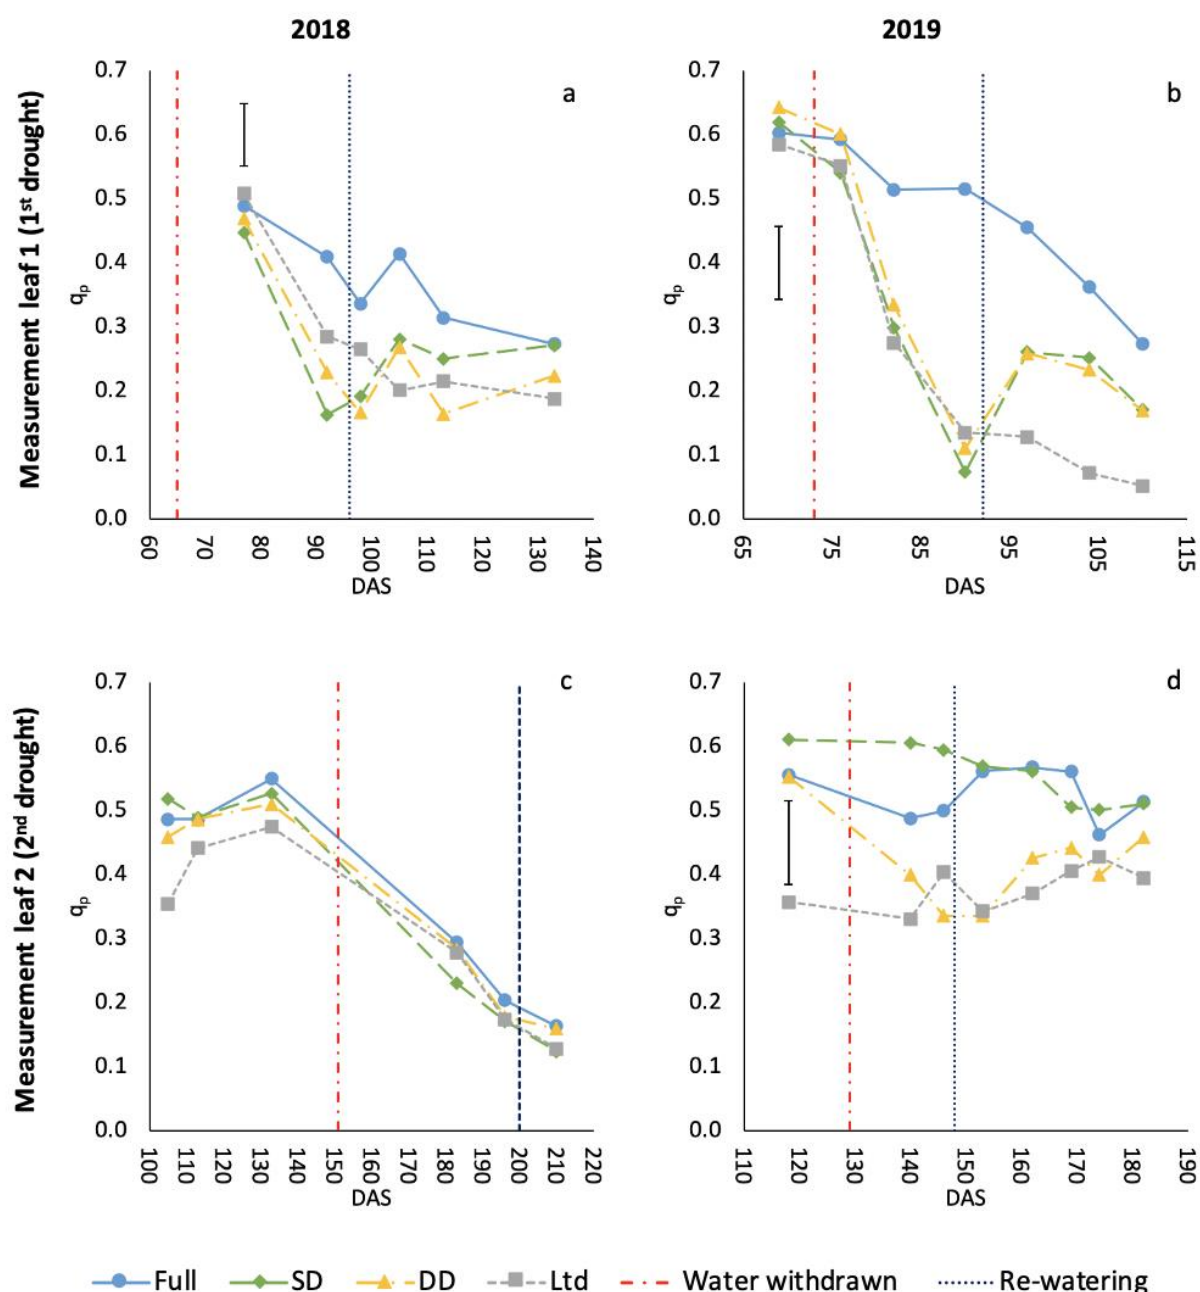 2018
2019
Measurement leaf 1 (1st drought)
a
0.7
0.6
0.5
0.4
0.3
0.2
0.1
0.0
qp
60 70 80 90 100 110 120 130 140
DAS
b
0.7
0.6
0.5
0.4
0.3
0.2
0.1
0.0
qp
65 75 85 95 105 115
DAS
Measurement leaf 2 (2nd drought)
c
0.7
0.6
0.5
0.4
0.3
0.2
0.1
0.0
qp
100 110 120 130 140 150 160 170 180 190 200 210 220
DAS
d
0.7
0.6
0.5
0.4
0.3
0.2
0.1
0.0
qp
110 120 130 140 150 160 170 180 190
DAS
Full SD DD Ltd Water withdrawn Re-watering